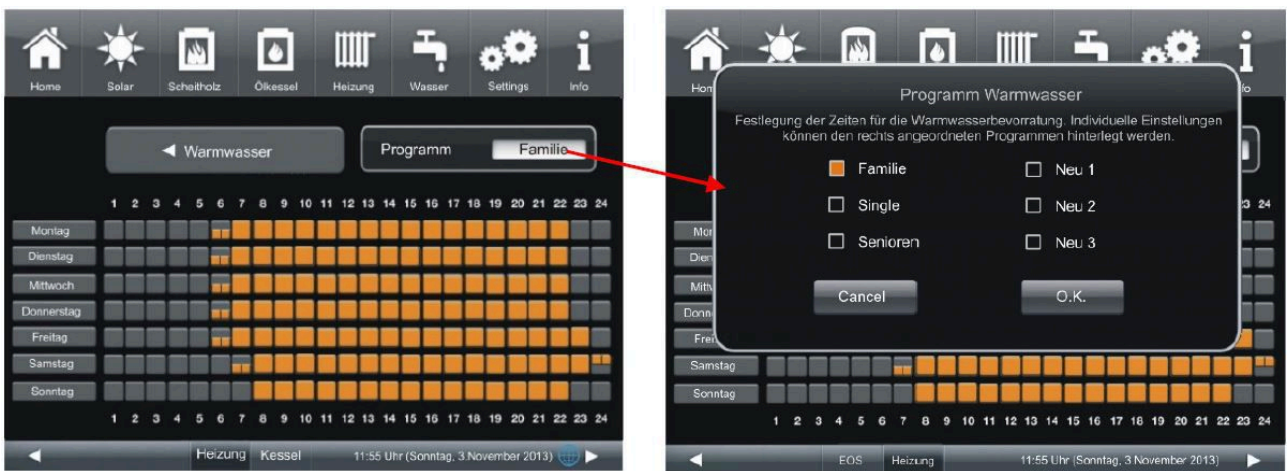 Home Solar Scheitholz Ölkessel Heizung Wasser Settings Info
Warmwasser
Programm Familie
1 2 3 4 5 6 7 8 9 10 11 12 13 14 15 16 17 18 19 20 21 22 23 24
Montag
Dienstag
Mittwoch
Donnerstag
Freitag
Samstag
Sonntag
1 2 3 4 5 6 7 8 9 10 11 12 13 14 15 16 17 18 19 20 21 22 23 24
Heizung Kessel 11:55 Uhr (Sonntag, 3.November 2013)
Programm Warmwasser
Festlegung der Zeiten für die Warmwasserbevorratung. Individuelle Einstellungen
können den rechts angeordneten Programmen hinterlegt werden.
Familie Neu 1
Single Neu 2
Senioren Neu 3
Cancel O.K.
23 24
Samstag
Sonntag
1 2 3 4 5 6 7 8 9 10 11 12 13 14 15 16 17 18 19 20 21 22 23 24
EOS Heizung 11:55 Uhr (Sonntag, 3.November 2013)